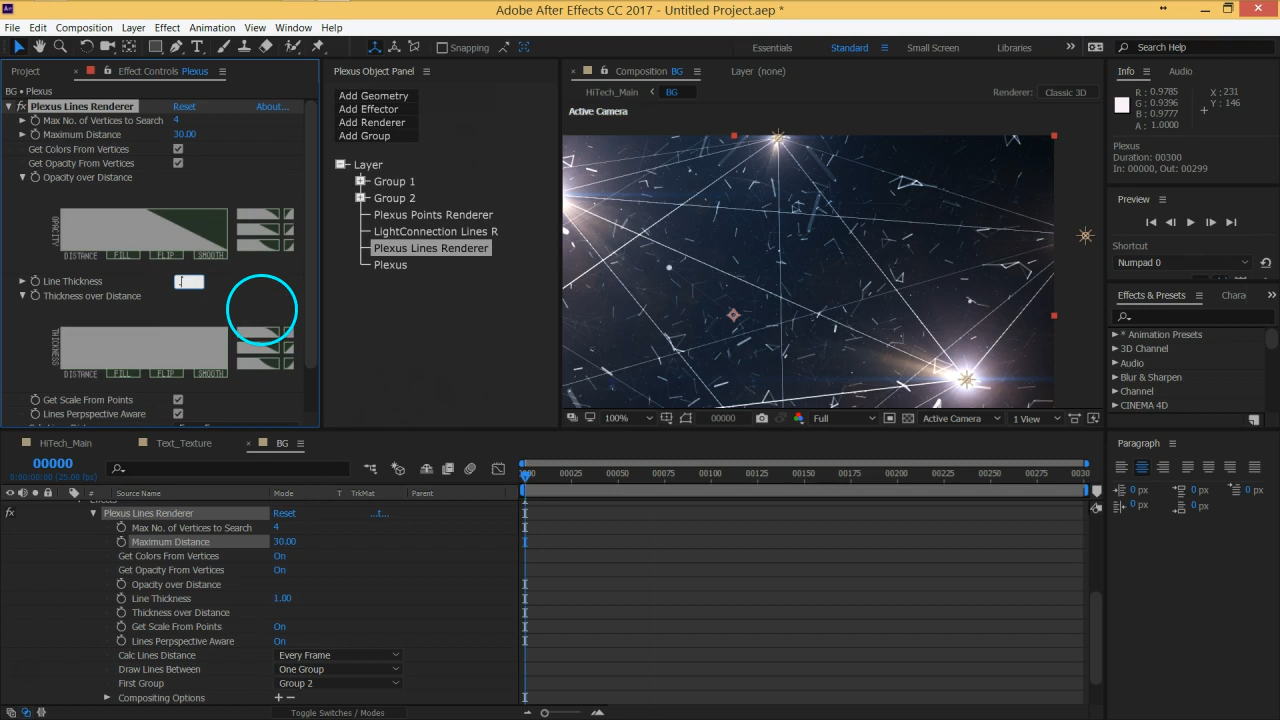 Ae
Adobe After Effects CC 2017 - Untitled Project.aep *
File Edit Composition Layer Effect Animation View Window Help
Snapping
Essentials Standard Small Screen Libraries
Search Help
Project
Effect Controls Plexus
BG • Plexus
fx Plexus Lines Renderer Reset About...
Max No. of Vertices to Search 4
Maximum Distance 30.00
Get Colors From Vertices
Get Opacity From Vertices
Opacity over Distance
OPACITY
DISTANCE FILL FLIP SMOOTH
Line Thickness .
Thickness over Distance
THICKNESS
DISTANCE FILL FLIP SMOOTH
Get Scale From Points
Lines Perpspective Aware
Plexus Object Panel
Add Geometry
Add Effector
Add Renderer
Add Group
Layer
Group 1
Group 2
Plexus Points Renderer
LightConnection Lines R
Plexus Lines Renderer
Plexus
Composition BG
Layer (none)
HiTech_Main
BG
Renderer: Classic 3D
Active Camera
100%
00000
Full
Active Camera
1 View
Info Audio
R : 0.9785
G : 0.9396
B : 0.9777
A : 1.0000
X : 231
Y : 146
Plexus
Duration: 00300
In: 00000, Out: 00299
Preview
Shortcut
Numpad 0
Effects & Presets
Chara
* Animation Presets
3D Channel
Audio
Blur & Sharpen
Channel
CINEMA 4D
Paragraph
0 px 0 px 0 px
0 px 0 px
HiTech_Main Text_Texture BG
00000
0:00:00:00 (25.00 fps)
00025 00050 00075 00100 00125 00150 00175 00200 00225 00250 00275
# Source Name Mode T TrkMat Parent
fx
Plexus Lines Renderer Reset ...t...
Max No. of Vertices to Search 4
Maximum Distance 30.00
Get Colors From Vertices On
Get Opacity From Vertices On
Opacity over Distance
Line Thickness 1.00
Thickness over Distance
Get Scale From Points On
Lines Perpspective Aware On
Calc Lines Distance Every Frame
Draw Lines Between One Group
First Group Group 2
Compositing Options + −
Toggle Switches / Modes